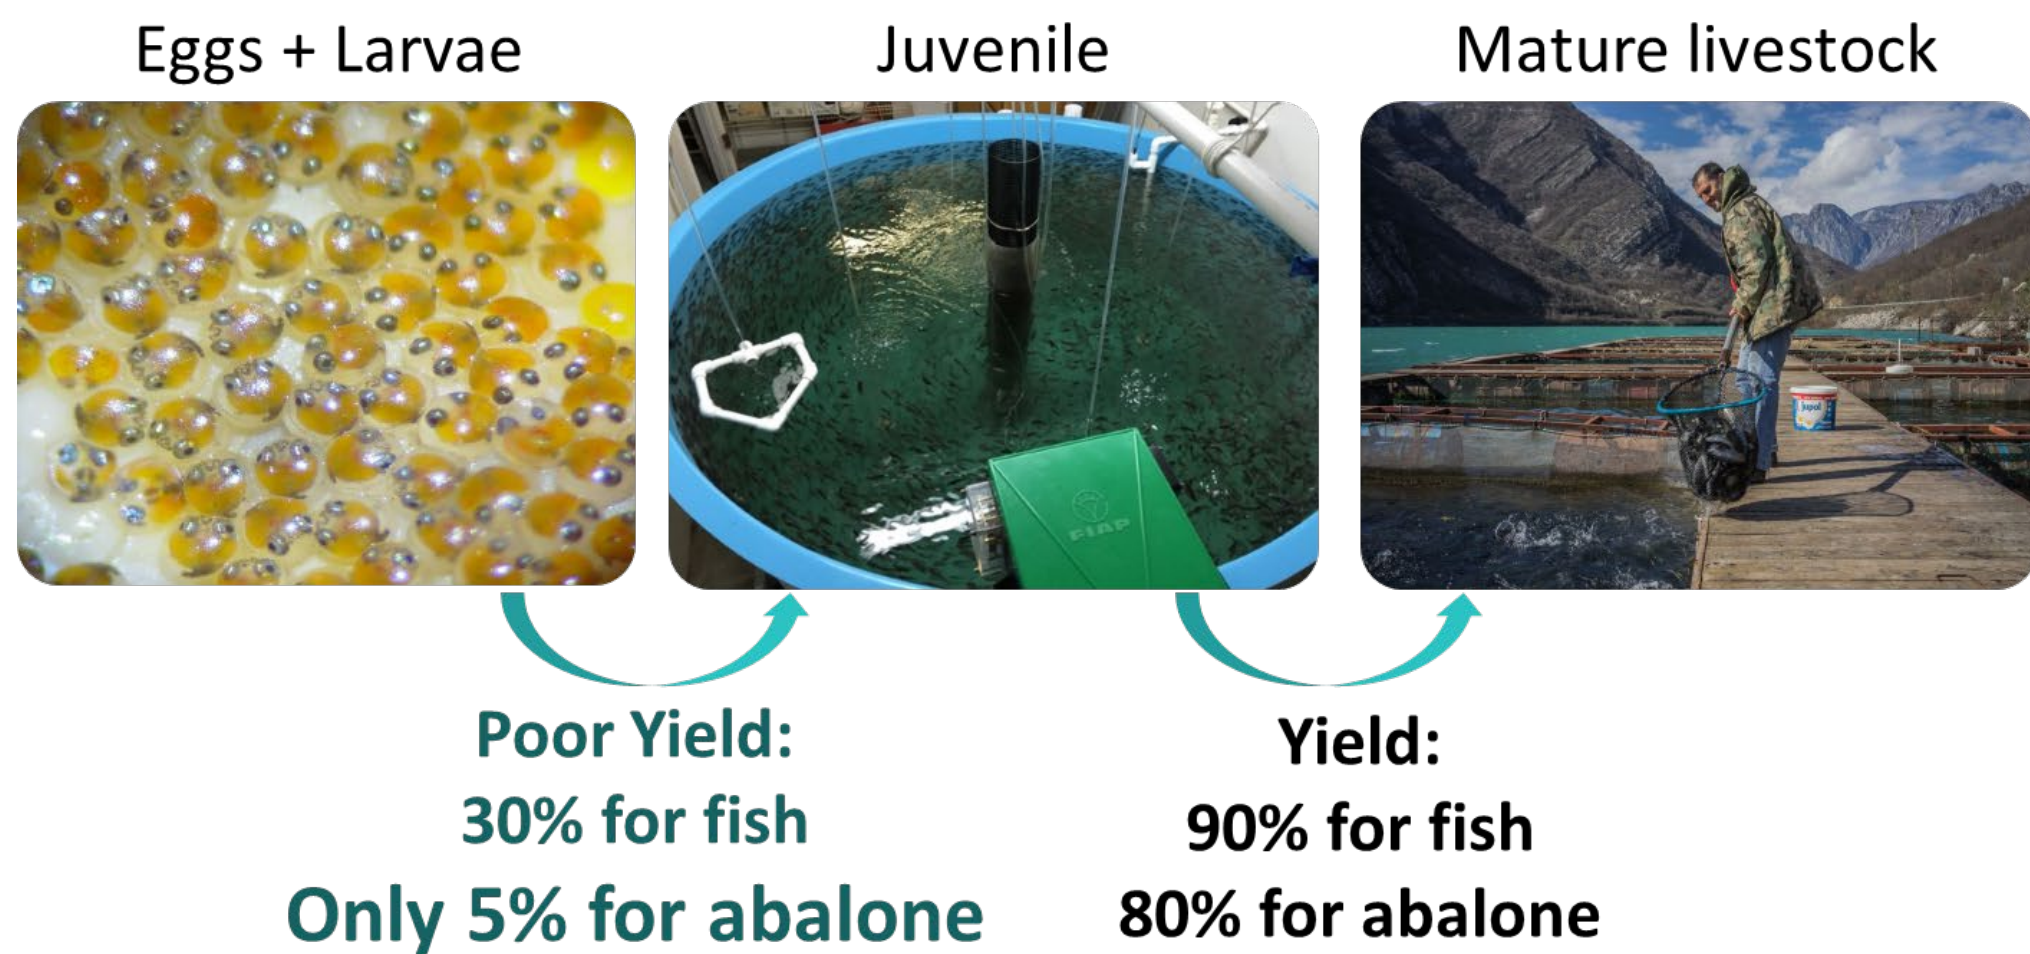 Eggs + Larvae
Juvenile
Mature livestock
FIAP
jupol
Poor Yield:
30% for fish
Only 5% for abalone
Yield:
90% for fish
80% for abalone